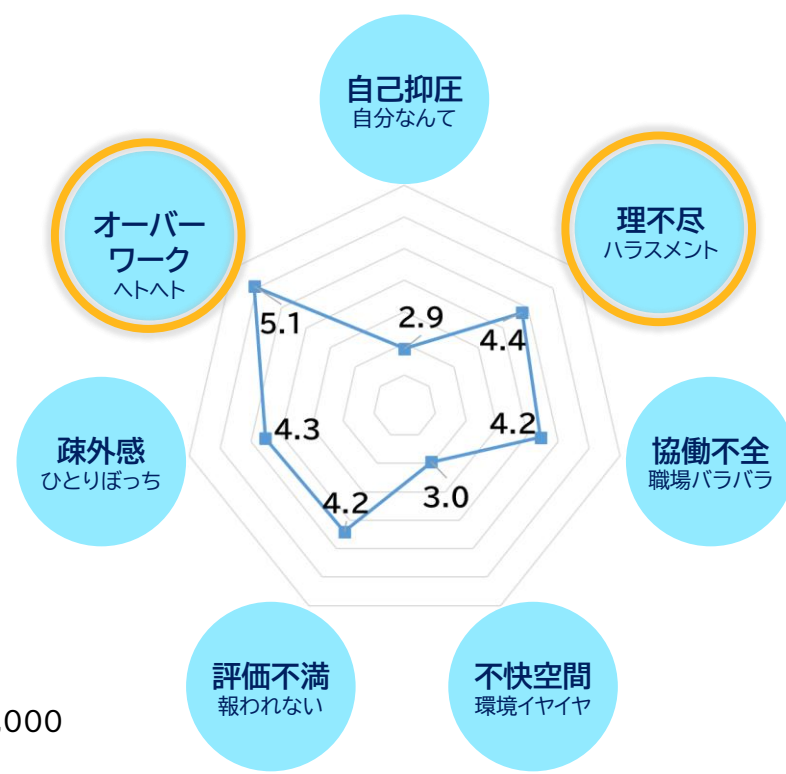 自己抑圧
自分なんて
オーバー
ワーク
ヘトヘト
理不尽
ハラスメント
2.9
5.1
4.4
4.3
4.2
疎外感
ひとりぼっち
協働不全
職場バラバラ
4.2
3.0
評価不満
報われない
不快空間
環境イヤイヤ
,000